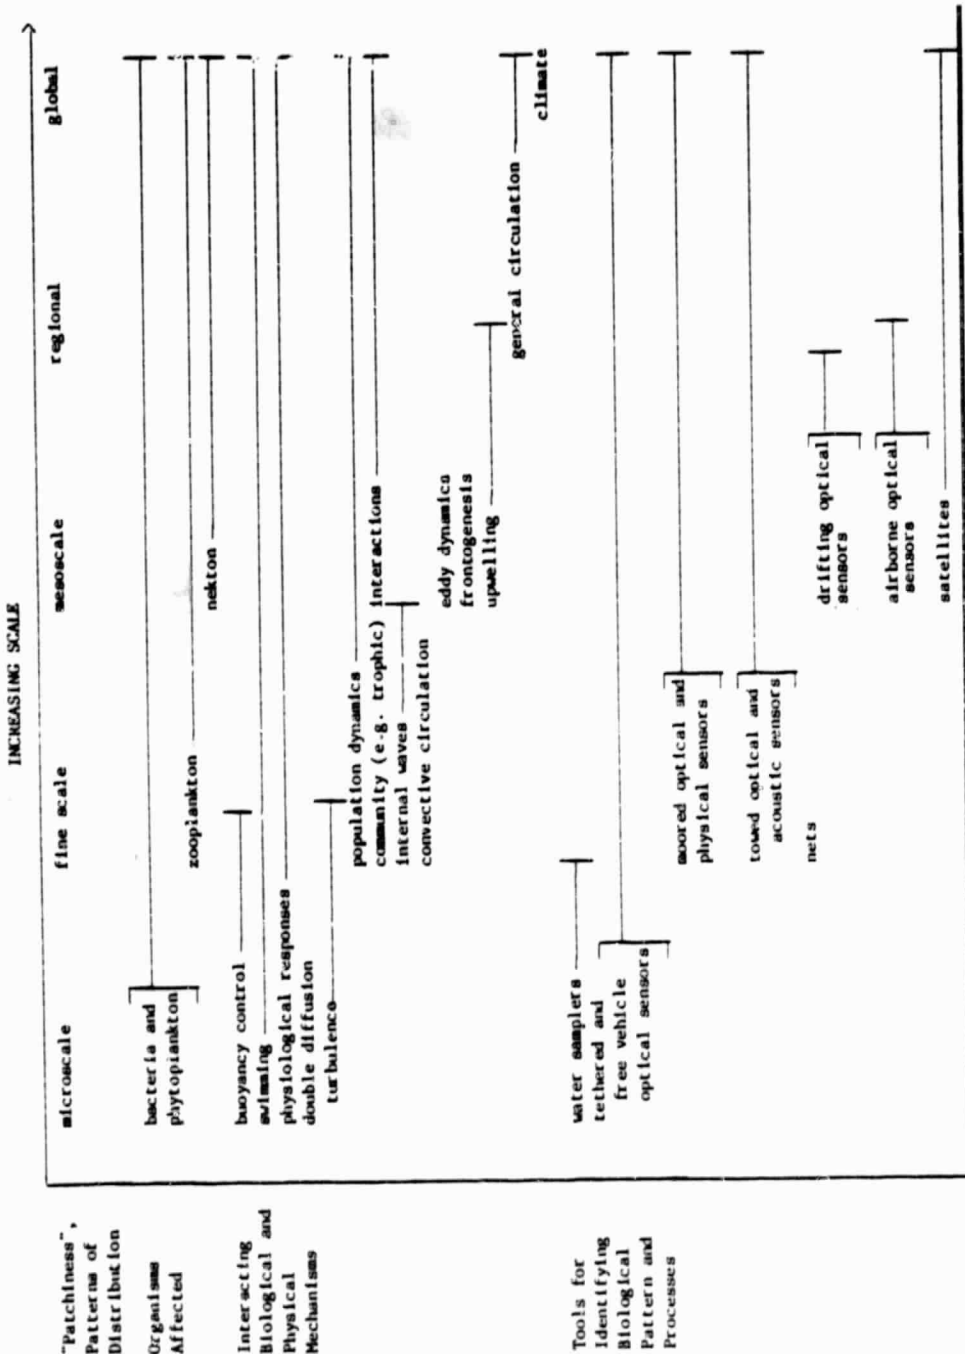 INCREASING SCALE
microscale
fine scale
mesoscale
regional
global
"Patchiness",
Patterns of
Distribution
Organisms
Affected
bacteria and
phytopiankton
zoopiankton
nekton
Interacting
Biological and
Physical
Mechanisms
buoyancy control
swimming
physiological responses
double diffusion
turbulence
population dynamics
community (e.g. trophic) interactions
internal waves
convective circulation
eddy dynamics
frontogenesis
upwelling
general circulation
climate
Tools for
Identifying
Biological
Pattern and
Processes
water samplers
tethered and
free vehicle
optical sensors
moored optical and
physical sensors
towed optical and
acoustic sensors
nets
drifting optical
sensors
airborne optical
sensors
satellites